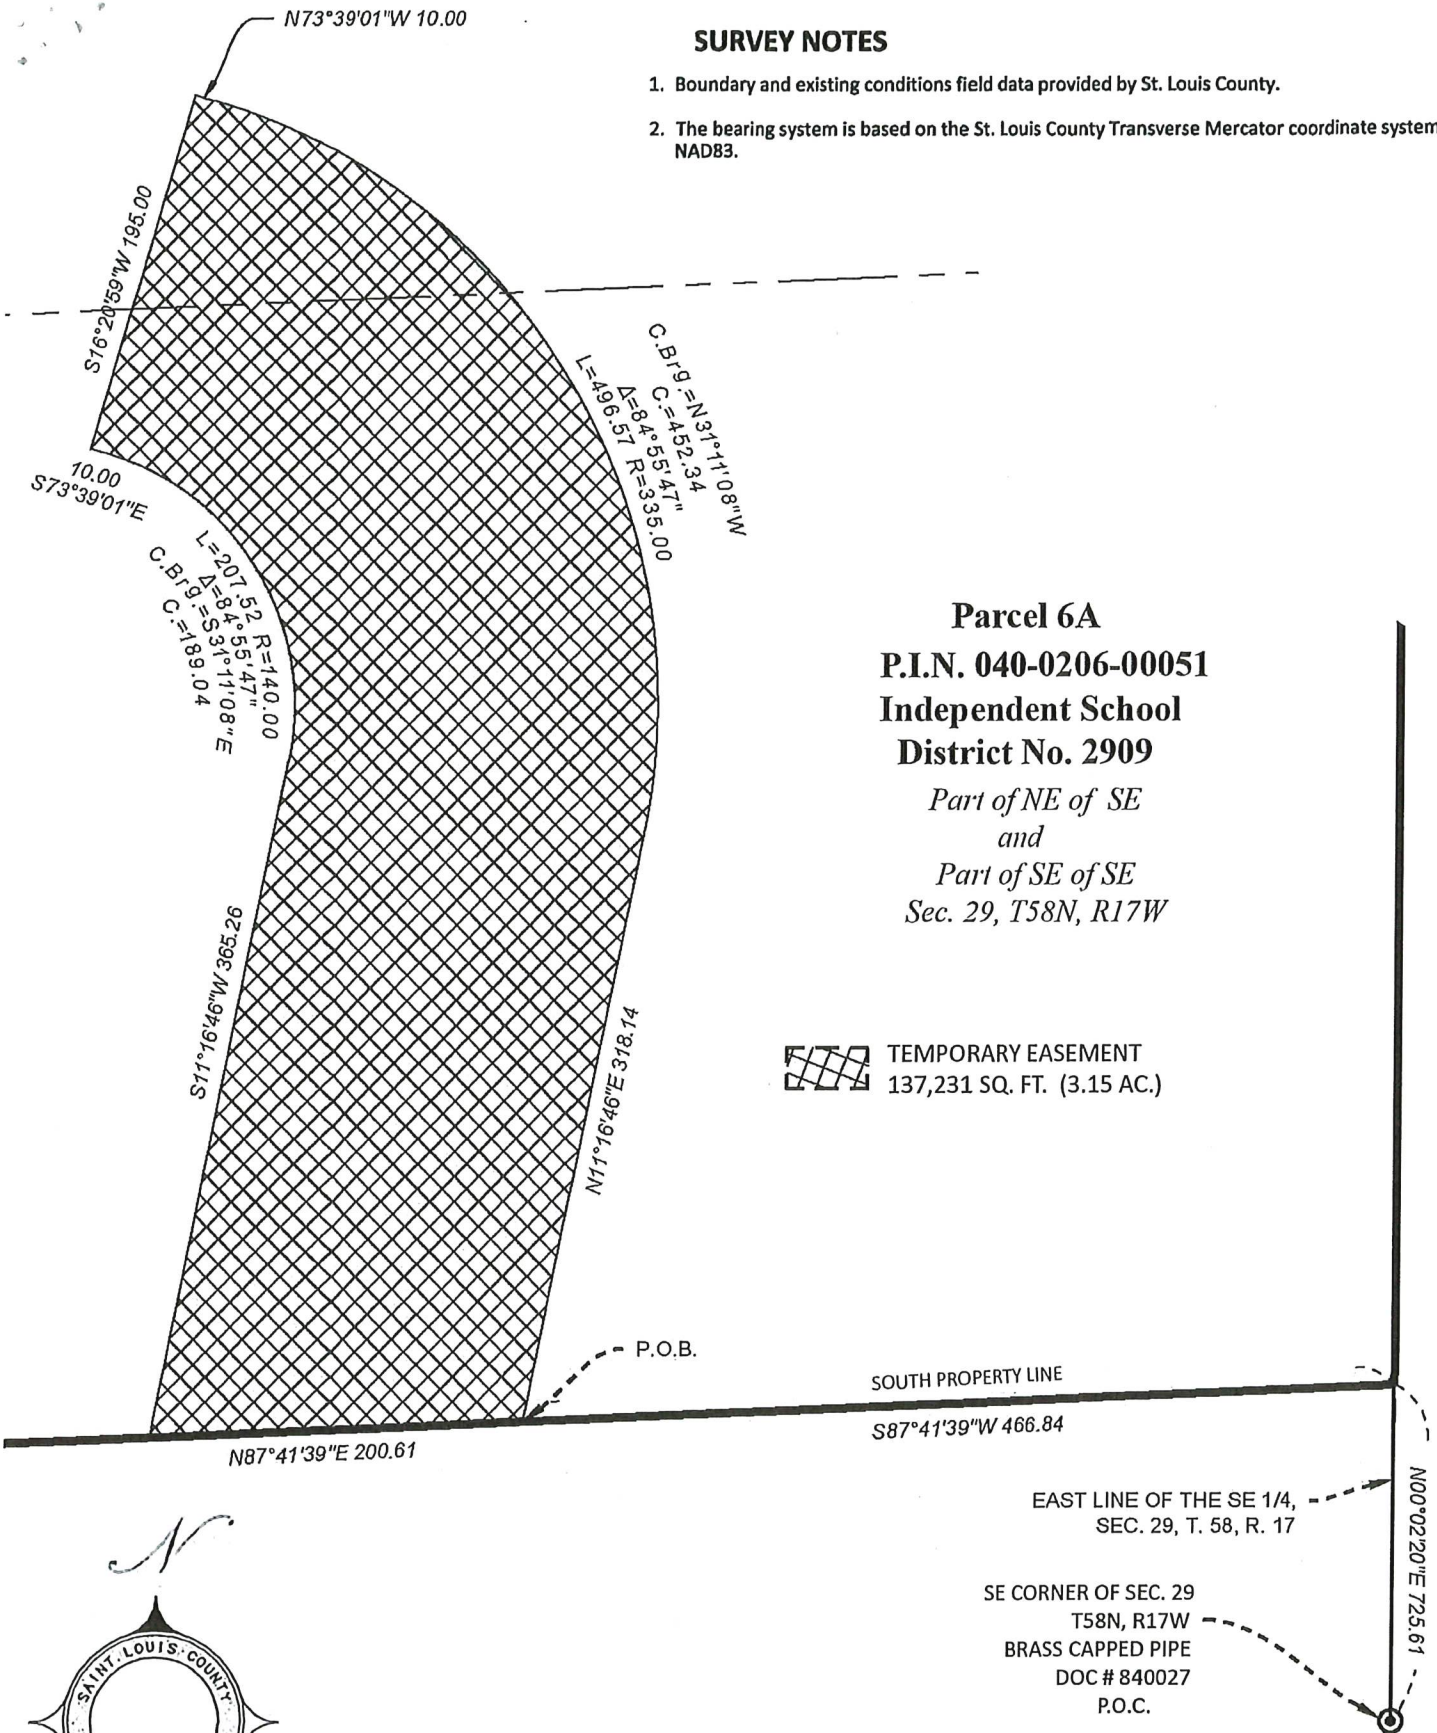 N73°39'01"W 10.00
SURVEY NOTES
1. Boundary and existing conditions field data provided by St. Louis County.
2. The bearing system is based on the St. Louis County Transverse Mercator coordinate system
NAD83.
S16°20'59"W 195.00
C.Brg.=N31°11'08"W
C.=452.34
Δ=84°55'47"
L=496.57 R=335.00
10.00
S73°39'01"E
L=207.52 R=140.00
Δ=84°55'47"
C.Brg.=S31°11'08"E
C.=189.04
Parcel 6A
P.I.N. 040-0206-00051
Independent School
District No. 2909
Part of NE of SE
and
Part of SE of SE
Sec. 29, T58N, R17W
S11°16'46"W 365.26
N11°16'46"E 318.14
TEMPORARY EASEMENT
137,231 SQ. FT. (3.15 AC.)
P.O.B.
SOUTH PROPERTY LINE
S87°41'39"W 466.84
N87°41'39"E 200.61
EAST LINE OF THE SE 1/4,
SEC. 29, T. 58, R. 17
N00°02'20"E 725.61
SE CORNER OF SEC. 29
T58N, R17W
BRASS CAPPED PIPE
DOC # 840027
P.O.C.
N
SAINT LOUIS COUNTY